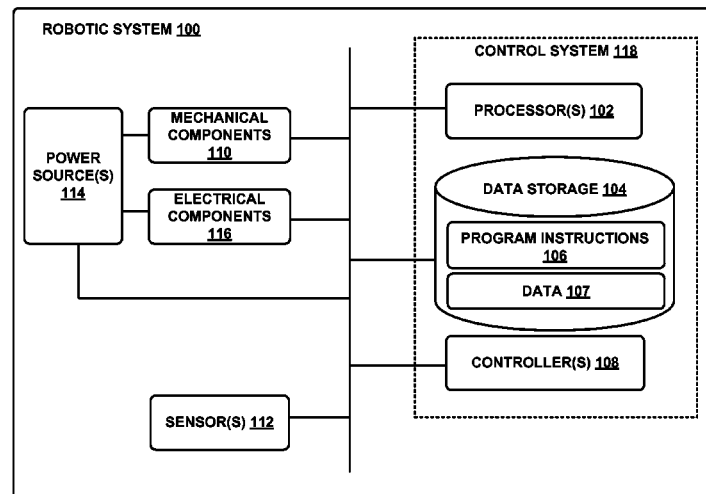 ROBOTIC SYSTEM 100
CONTROL SYSTEM 118
MECHANICAL
COMPONENTS
110
POWER
SOURCE(S)
114
ELECTRICAL
COMPONENTS
116
SENSOR(S) 112
PROCESSOR(S) 102
DATA STORAGE 104
PROGRAM INSTRUCTIONS
106
DATA 107
CONTROLLER(S) 108